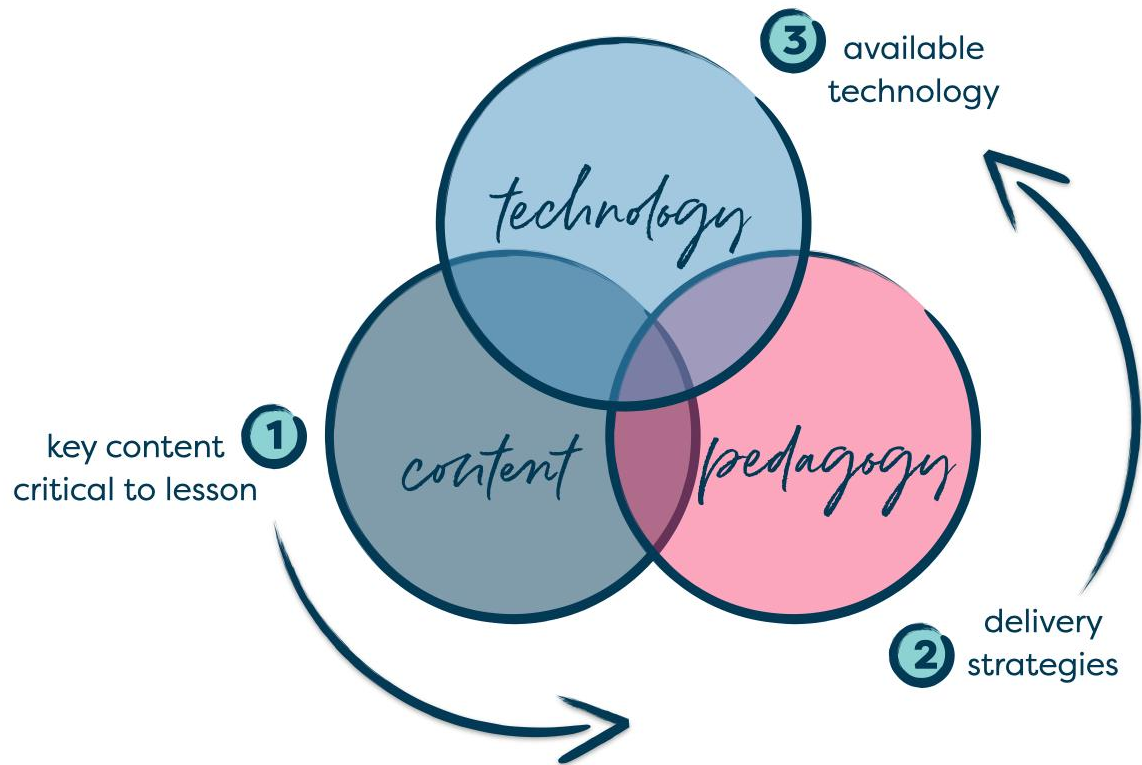 3
available
technology
technology
1
key content
critical to lesson
content
pedagogy
2
delivery
strategies